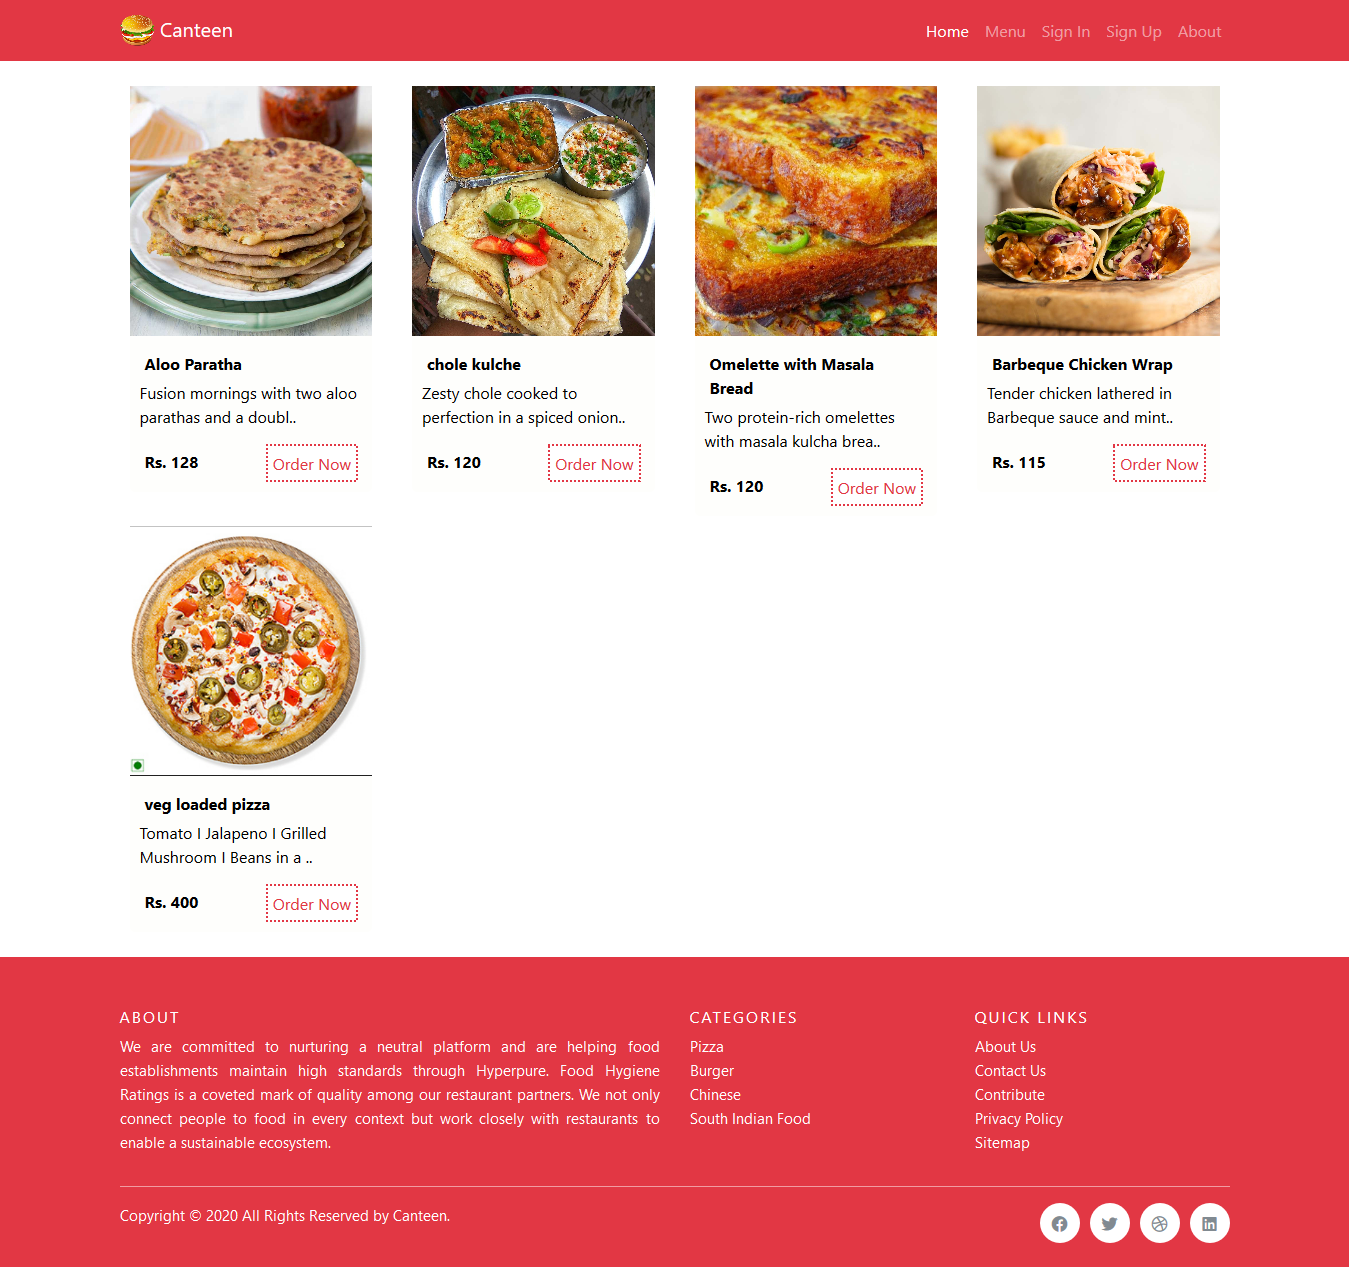 Canteen
Home Menu Sign In Sign Up About
Aloo Paratha
Fusion mornings with two aloo
parathas and a doubl..
Rs. 128 Order Now
chole kulche
Zesty chole cooked to
perfection in a spiced onion..
Rs. 120 Order Now
Omelette with Masala
Bread
Two protein-rich omelettes
with masala kulcha brea..
Rs. 120 Order Now
Barbeque Chicken Wrap
Tender chicken lathered in
Barbeque sauce and mint..
Rs. 115 Order Now
veg loaded pizza
Tomato I Jalapeno I Grilled
Mushroom I Beans in a ..
Rs. 400 Order Now
ABOUT
We are committed to nurturing a neutral platform and are helping food
establishments maintain high standards through Hyperpure. Food Hygiene
Ratings is a coveted mark of quality among our restaurant partners. We not only
connect people to food in every context but work closely with restaurants to
enable a sustainable ecosystem.
CATEGORIES
Pizza
Burger
Chinese
South Indian Food
QUICK LINKS
About Us
Contact Us
Contribute
Privacy Policy
Sitemap
Copyright © 2020 All Rights Reserved by Canteen.